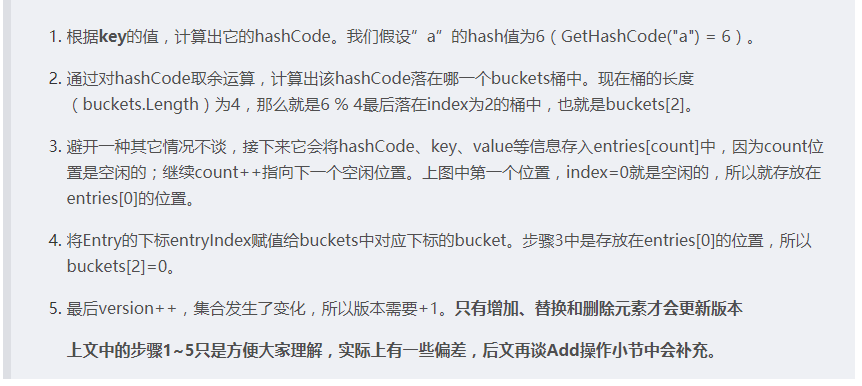 1. 根据key的值，计算出它的hashCode。我们假设”a”的hash值为6（GetHashCode("a") = 6）。
2. 通过对hashCode取余运算，计算出该hashCode落在哪一个buckets桶中。现在桶的长度
（buckets.Length）为4，那么就是6 % 4最后落在index为2的桶中，也就是buckets[2]。
3. 避开一种其它情况不谈，接下来它会将hashCode、key、value等信息存入entries[count]中，因为count位
置是空闲的；继续count++指向下一个空闲位置。上图中第一个位置，index=0就是空闲的，所以就存放在
entries[0]的位置。
4. 将Entry的下标entryIndex赋值给buckets中对应下标的bucket。步骤3中是存放在entries[0]的位置，所以
buckets[2]=0。
5. 最后version++，集合发生了变化，所以版本需要+1。只有增加、替换和删除元素才会更新版本
上文中的步骤1~5只是方便大家理解，实际上有一些偏差，后文再谈Add操作小节中会补充。